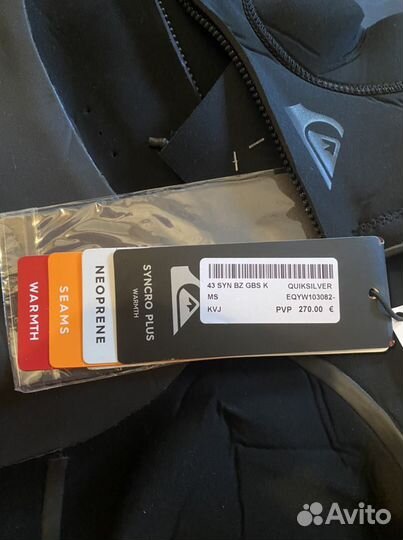 WARMTH
SEAMS
NEOPRENE
SYNCRO PLUS
WARMTH
43 SYN BZ GBS K QUIKSILVER
MS EQYW103082-
KVJ PVP 270.00 €
Avito